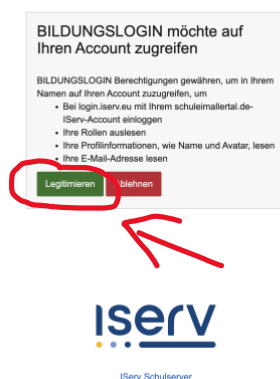 BILDUNGSLOGIN möchte auf
Ihren Account zugreifen
BILDUNGSLOGIN Berechtigungen gewähren, um in Ihrem
Namen auf Ihren Account zuzugreifen, um
• Bei login.iserv.eu mit Ihrem schuleimallertal.de-
IServ-Account einloggen
• Ihre Rollen auslesen
• Ihre Profilinformationen, wie Name und Avatar, lesen
• Ihre E-Mail-Adresse lesen
Legitimieren Ablehnen
IServ
IServ Schulserver